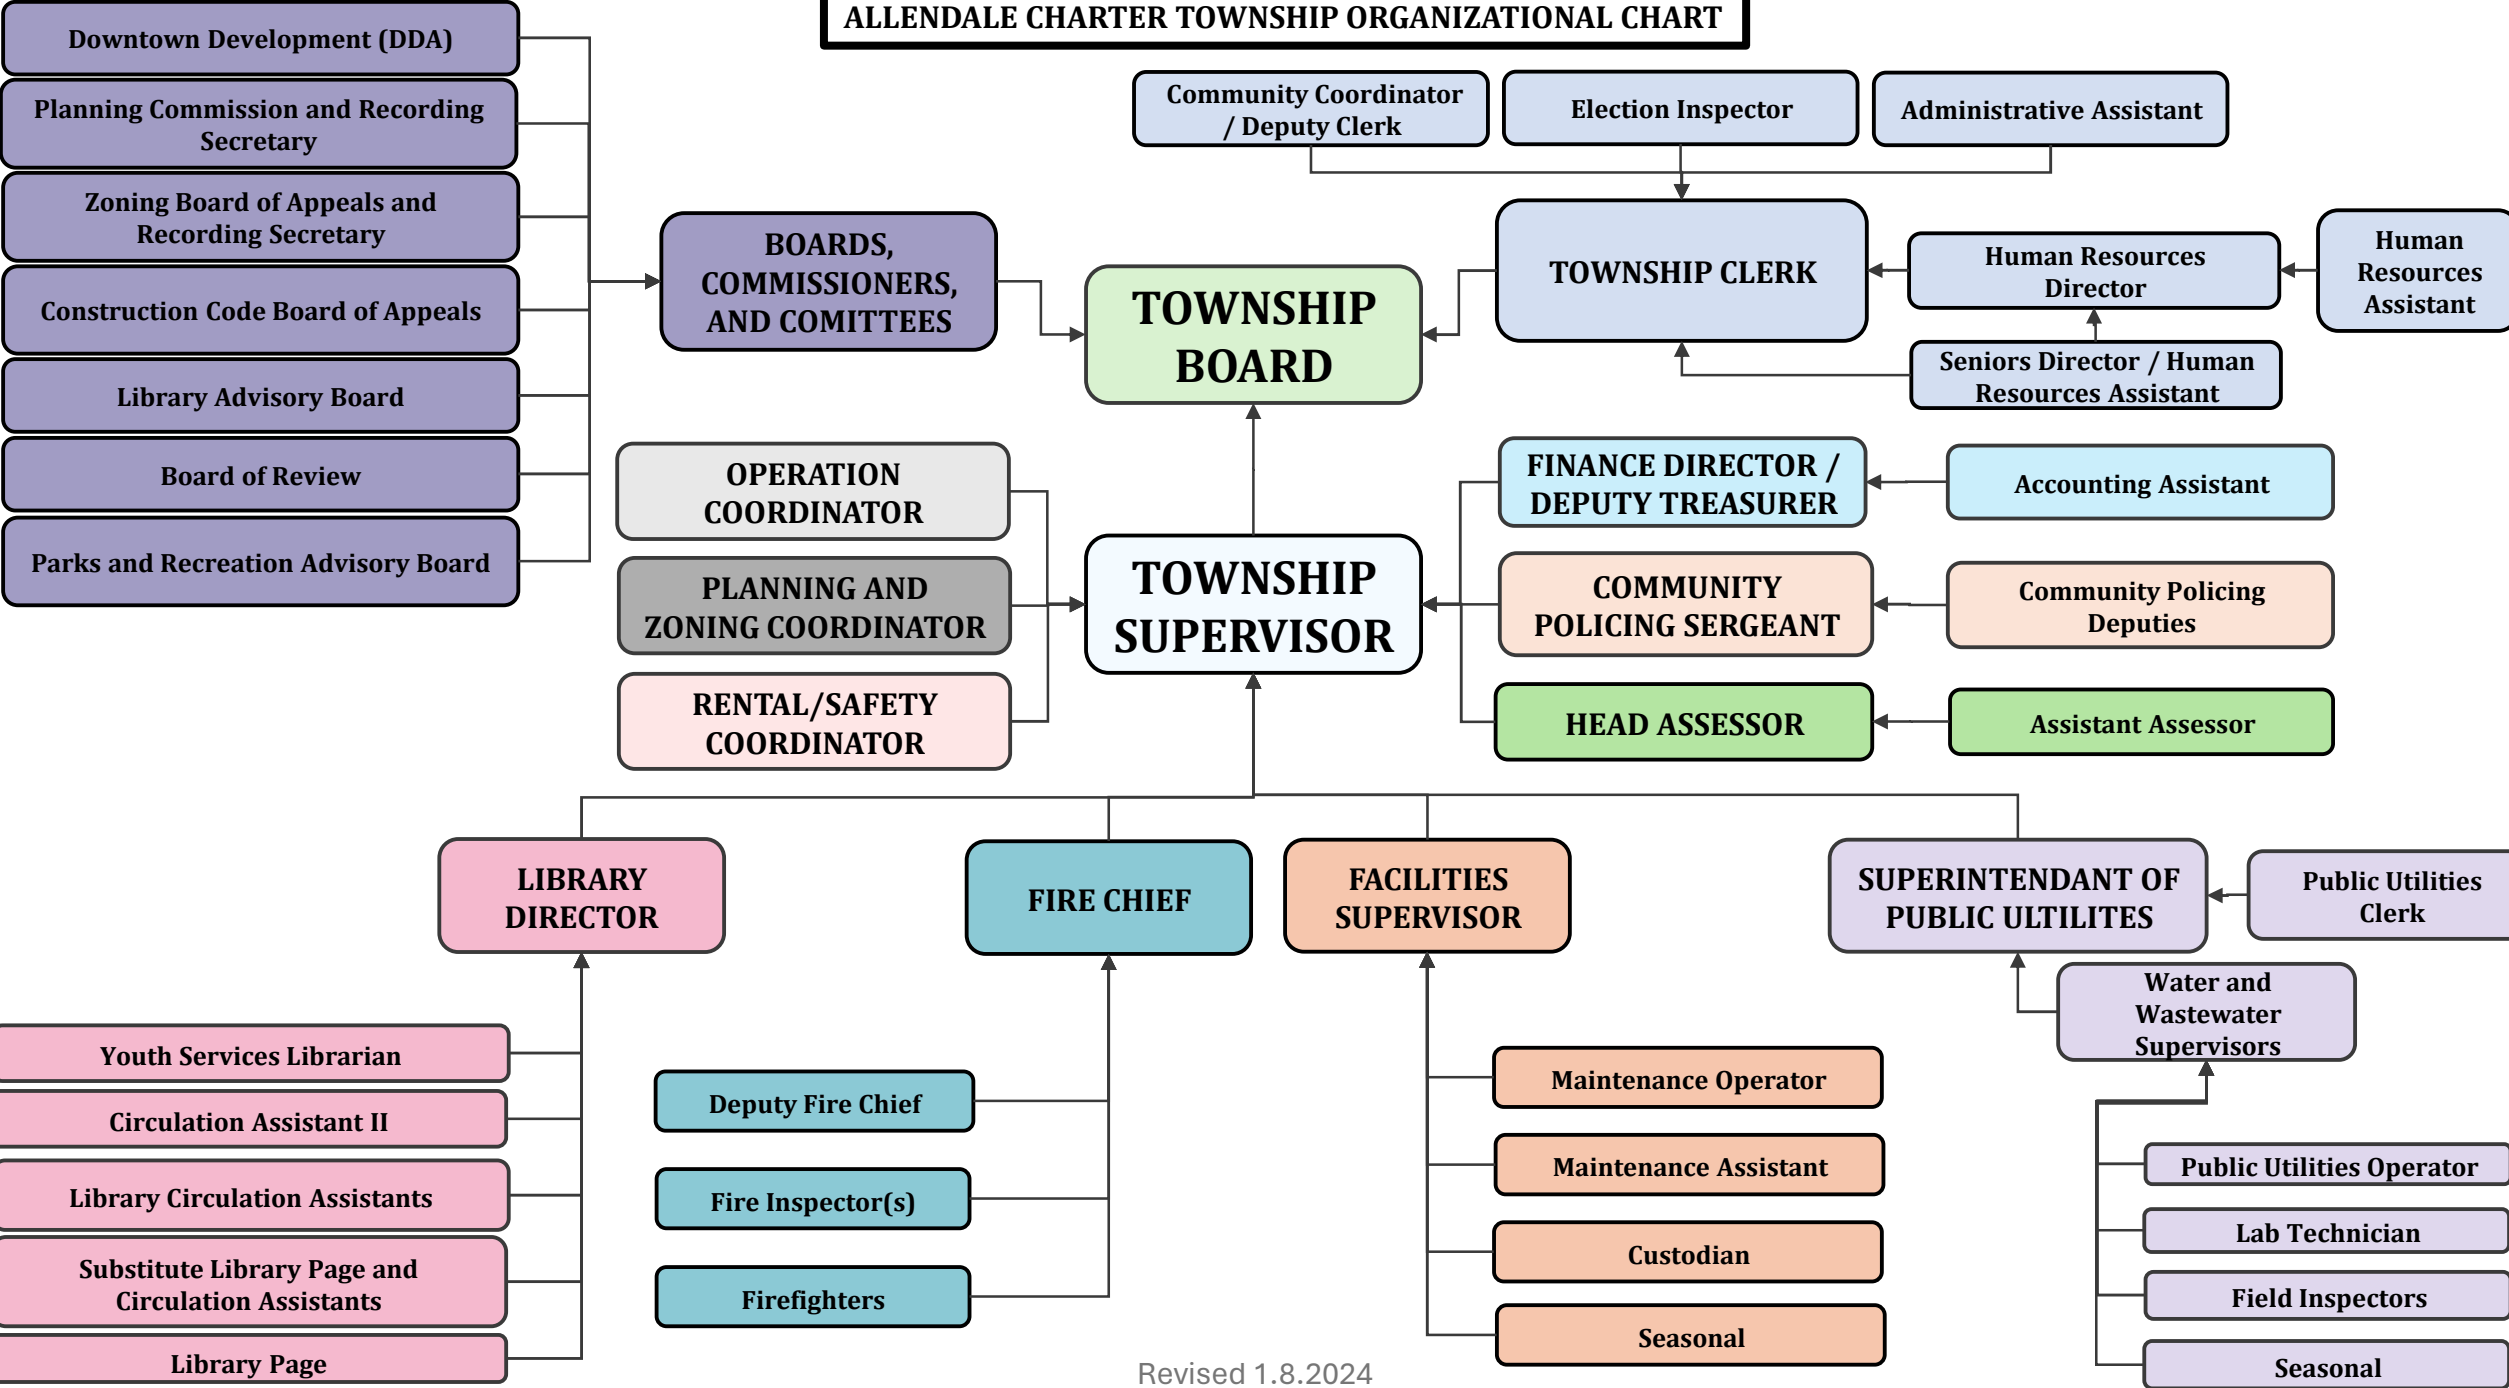 ALLENDALE CHARTER TOWNSHIP ORGANIZATIONAL CHART
Downtown Development (DDA)
Planning Commission and Recording
Secretary
Zoning Board of Appeals and
Recording Secretary
Construction Code Board of Appeals
Library Advisory Board
Board of Review
Parks and Recreation Advisory Board
BOARDS,
COMMISSIONERS,
AND COMITTEES
TOWNSHIP
BOARD
Community Coordinator
/ Deputy Clerk
Election Inspector
Administrative Assistant
TOWNSHIP CLERK
Human Resources
Director
Human
Resources
Assistant
Seniors Director / Human
Resources Assistant
OPERATION
COORDINATOR
PLANNING AND
ZONING COORDINATOR
RENTAL/SAFETY
COORDINATOR
TOWNSHIP
SUPERVISOR
FINANCE DIRECTOR /
DEPUTY TREASURER
Accounting Assistant
COMMUNITY
POLICING SERGEANT
Community Policing
Deputies
HEAD ASSESSOR
Assistant Assessor
LIBRARY
DIRECTOR
FIRE CHIEF
FACILITIES
SUPERVISOR
SUPERINTENDANT OF
PUBLIC ULTILITES
Public Utilities
Clerk
Water and
Wastewater
Supervisors
Youth Services Librarian
Circulation Assistant II
Library Circulation Assistants
Substitute Library Page and
Circulation Assistants
Library Page
Deputy Fire Chief
Fire Inspector(s)
Firefighters
Maintenance Operator
Maintenance Assistant
Custodian
Seasonal
Public Utilities Operator
Lab Technician
Field Inspectors
Seasonal
Revised 1.8.2024